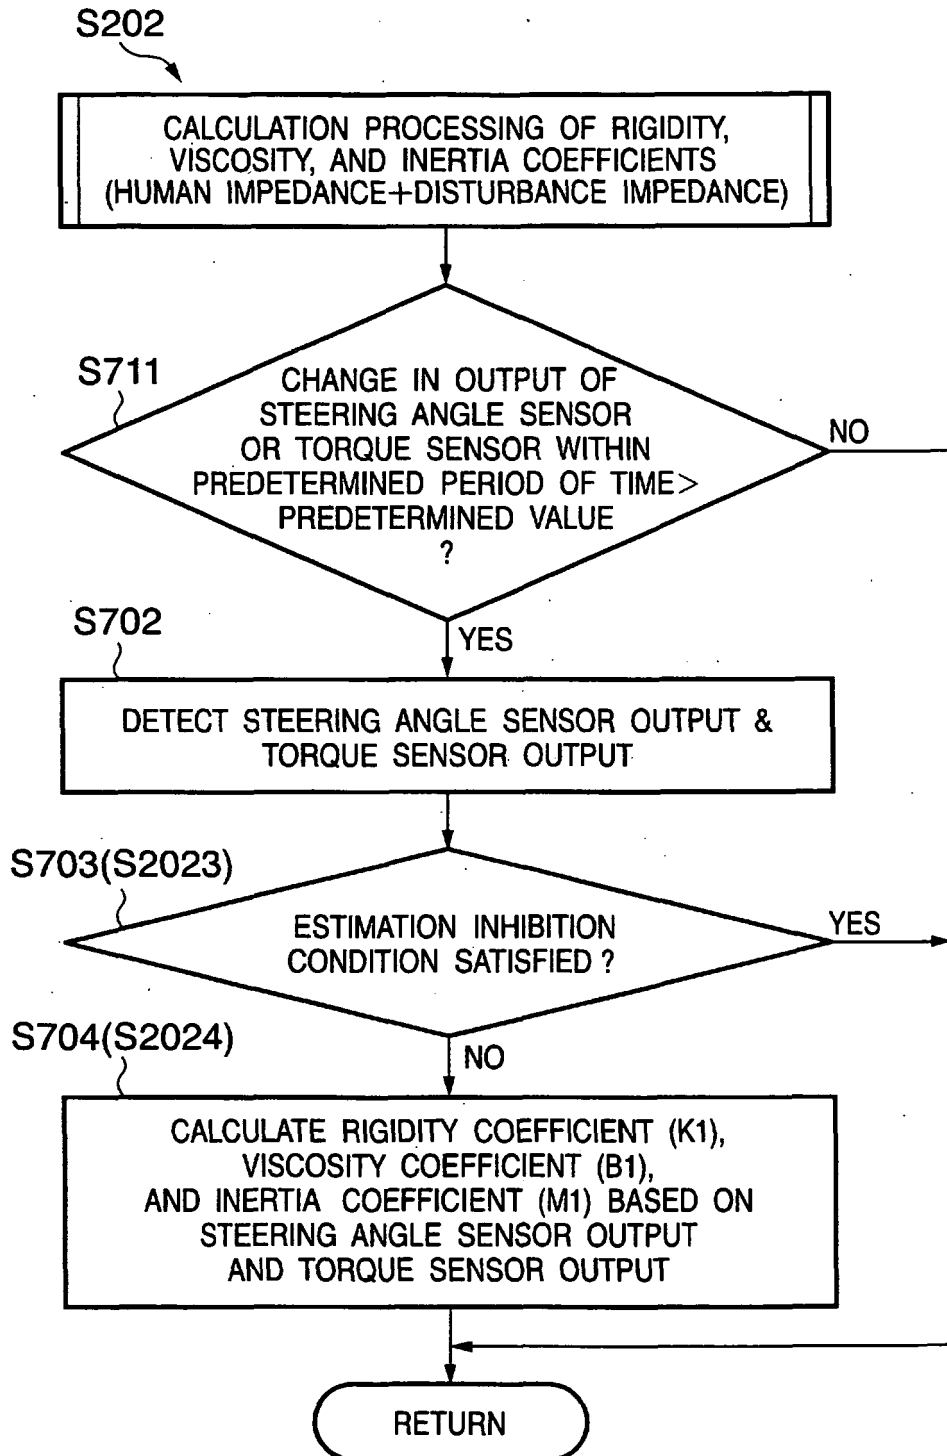 S202
CALCULATION PROCESSING OF RIGIDITY,
VISCOSITY, AND INERTIA COEFFICIENTS
(HUMAN IMPEDANCE+DISTURBANCE IMPEDANCE)
S711
CHANGE IN OUTPUT OF
STEERING ANGLE SENSOR
OR TORQUE SENSOR WITHIN
PREDETERMINED PERIOD OF TIME>
PREDETERMINED VALUE
?
NO
YES
S702
DETECT STEERING ANGLE SENSOR OUTPUT &
TORQUE SENSOR OUTPUT
S703(S2023)
ESTIMATION INHIBITION
CONDITION SATISFIED ?
YES
NO
S704(S2024)
CALCULATE RIGIDITY COEFFICIENT (K1),
VISCOSITY COEFFICIENT (B1),
AND INERTIA COEFFICIENT (M1) BASED ON
STEERING ANGLE SENSOR OUTPUT
AND TORQUE SENSOR OUTPUT
RETURN